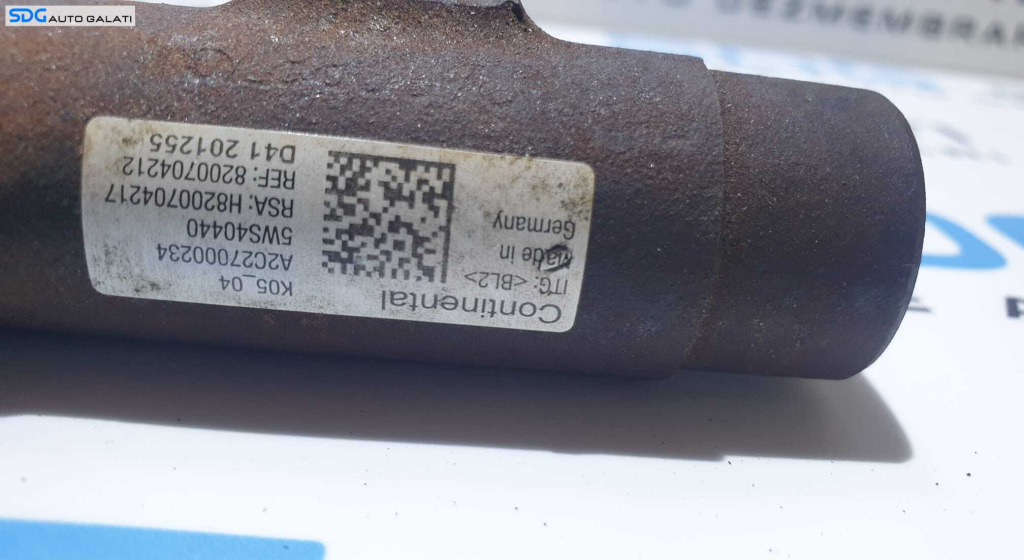 SDG AUTO GALATI
Continental
ITG: <BL2>
Made in
Germany
K05_04
A2C27000234
5WS40440
RSA: H8200704217
REF: 8200704212
D41 201255